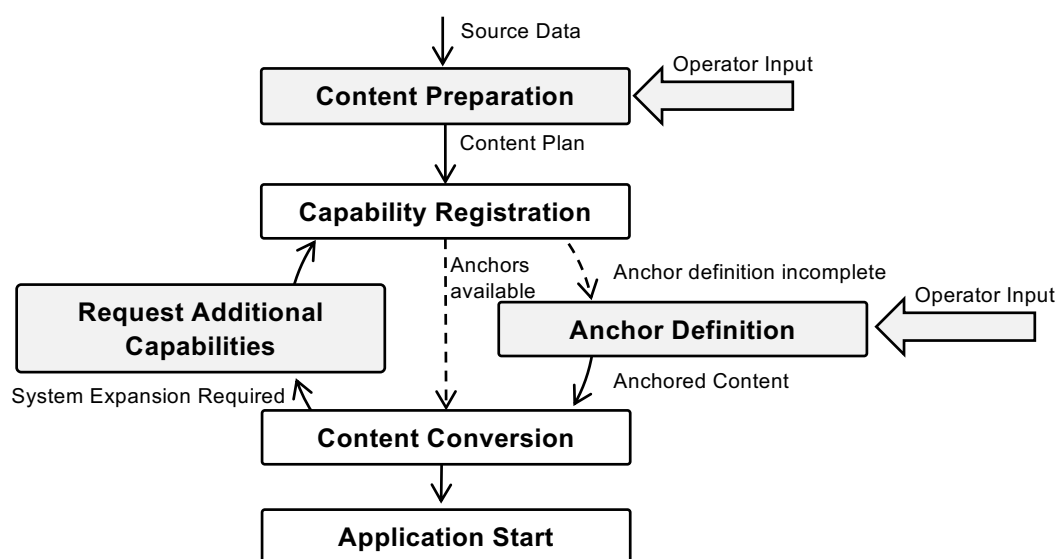 Source Data
Operator Input
Content Preparation
Content Plan
Capability Registration
Anchors
available
Anchor definition incomplete
Request Additional
Capabilities
Operator Input
Anchor Definition
System Expansion Required
Anchored Content
Content Conversion
Application Start